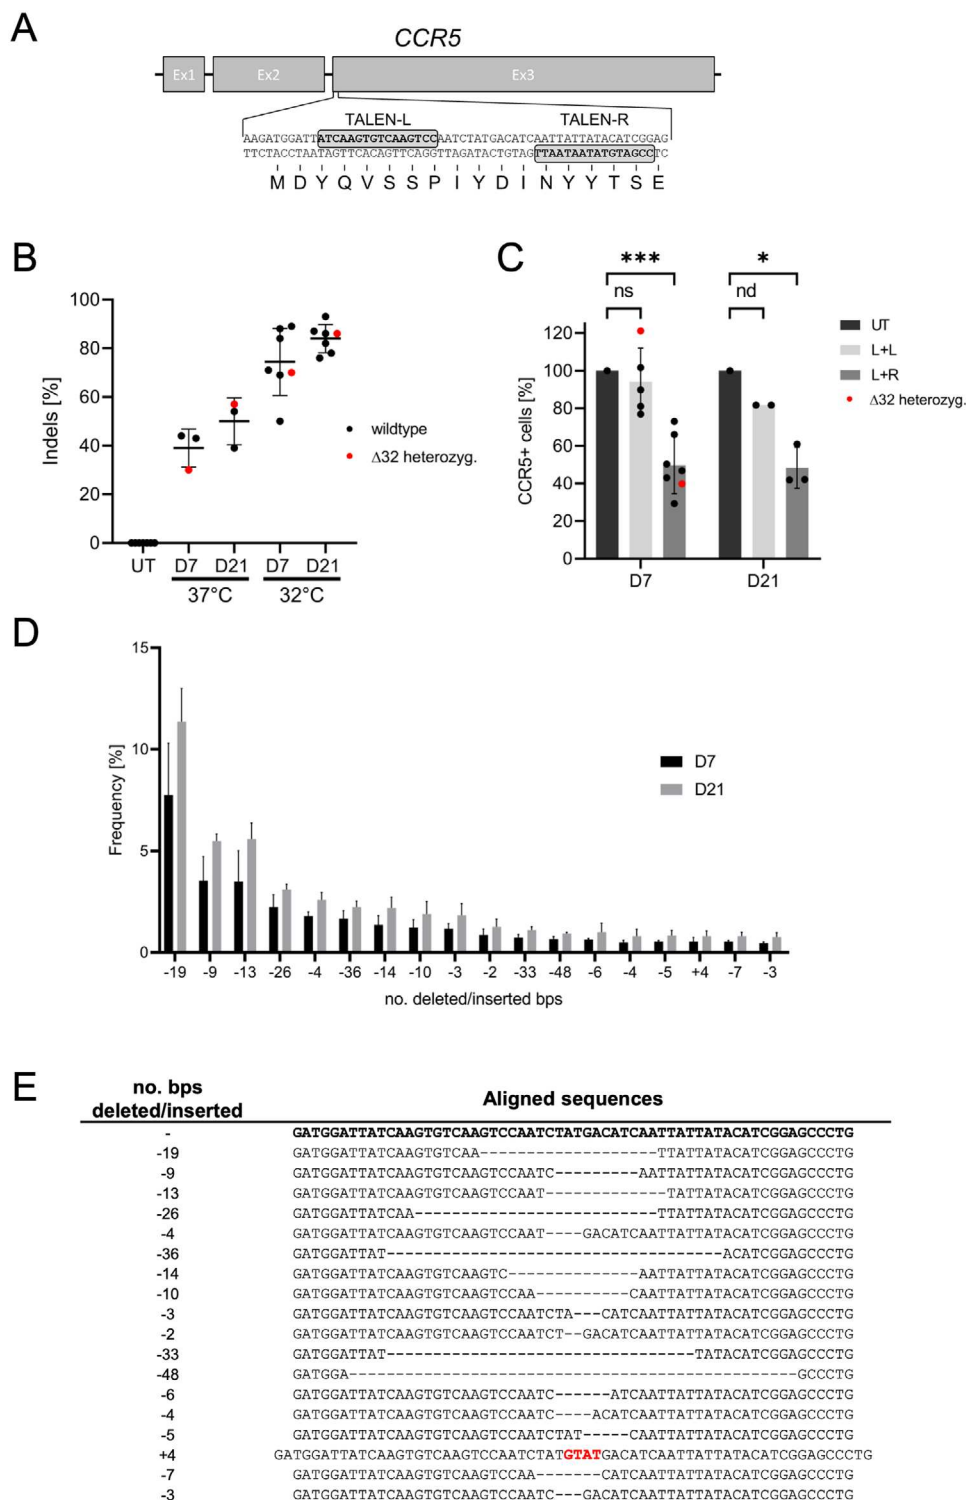 A
CCR5
Ex1 Ex2 Ex3
TALEN-L TALEN-R
AAGATGGATTATCAAGTGTCAAGTCCAATCTATGACATCAATTATTATACATCGGAG
TTCTACCTAATAGTTCACAGTTCAGGTTAGATACTGTAGTTAATAATATGTAGCCTC
M D Y Q V S S P I Y D I N Y Y T S E
B
Indels [%]
100
80
60
40
20
0
wildtype
Δ32 heterozyg.
UT D7 D21 D7 D21
37°C 32°C
C
*** *
ns nd
CCR5+ cells [%]
120
100
80
60
40
20
0
UT
L+L
L+R
Δ32 heterozyg.
D7 D21
D
Frequency [%]
15
10
5
0
D7
D21
-19 -9 -13 -26 -4 -36 -14 -10 -3 -2 -33 -48 -6 -4 -5 +4 -7 -3
no. deleted/inserted bps
E
no. bps deleted/inserted Aligned sequences
- GATGGATTATCAAGTGTCAAGTCCAATCTATGACATCAATTATTATACATCGGAGCCCTG
-19 GATGGATTATCAAGTGTCAA-------------------TTATTATACATCGGAGCCCTG
-9 GATGGATTATCAAGTGTCAAGTCCAATC---------AATTATTATACATCGGAGCCCTG
-13 GATGGATTATCAAGTGTCAAGTCCAAT-------------TATTATACATCGGAGCCCTG
-26 GATGGATTATCAA--------------------------TTATTATACATCGGAGCCCTG
-4 GATGGATTATCAAGTGTCAAGTCCAAT----GACATCAATTATTATACATCGGAGCCCTG
-36 GATGGATTAT------------------------------------ACATCGGAGCCCTG
-14 GATGGATTATCAAGTGTCAAGTC--------------AATTATTATACATCGGAGCCCTG
-10 GATGGATTATCAAGTGTCAAGTCCAA----------CAATTATTATACATCGGAGCCCTG
-3 GATGGATTATCAAGTGTCAAGTCCAATCTA---CATCAATTATTATACATCGGAGCCCTG
-2 GATGGATTATCAAGTGTCAAGTCCAATCT--GACATCAATTATTATACATCGGAGCCCTG
-33 GATGGATTAT---------------------------------TATACATCGGAGCCCTG
-48 GATGGA------------------------------------------------GCCCTG
-6 GATGGATTATCAAGTGTCAAGTCCAATC------ATCAATTATTATACATCGGAGCCCTG
-4 GATGGATTATCAAGTGTCAAGTCCAATC----ACATCAATTATTATACATCGGAGCCCTG
-5 GATGGATTATCAAGTGTCAAGTCCAATCTAT-----CAATTATTATACATCGGAGCCCTG
+4 GATGGATTATCAAGTGTCAAGTCCAATCTATGTATGACATCAATTATTATACATCGGAGCCCTG
-7 GATGGATTATCAAGTGTCAAGTCCAA-------CATCAATTATTATACATCGGAGCCCTG
-3 GATGGATTATCAAGTGTCAAGTCCAATC---GACATCAATTATTATACATCGGAGCCCTG